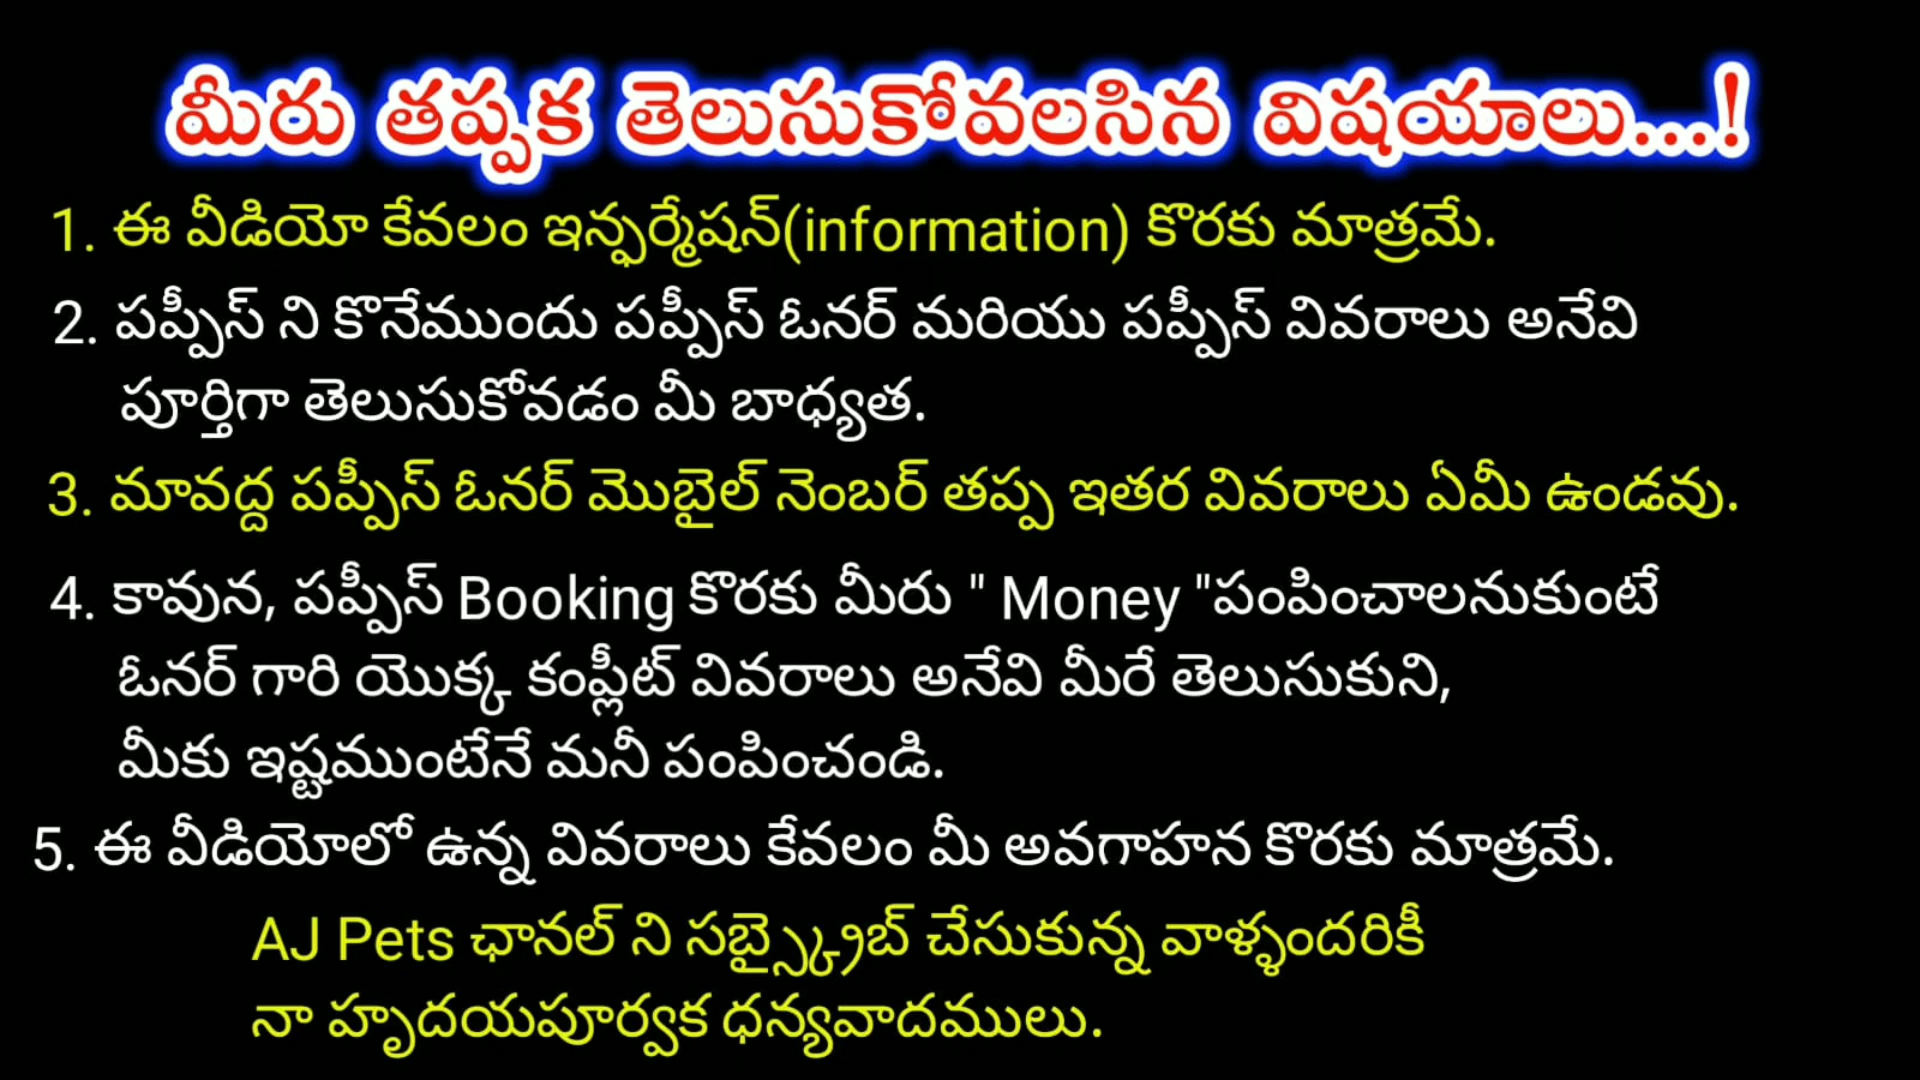 మీరు తప్పక తెలుసుకోవలసిన విషయాలు...!
1. ఈ వీడియో కేవలం ఇన్ఫర్మేషన్(information) కొరకు మాత్రమే.
2. పప్పీస్ ని కొనేముందు పప్పీస్ ఓనర్ మరియు పప్పీస్ వివరాలు అనేవి
పూర్తిగా తెలుసుకోవడం మీ బాధ్యత.
3. మావద్ద పప్పీస్ ఓనర్ మొబైల్ నెంబర్ తప్ప ఇతర వివరాలు ఏమీ ఉండవు.
4. కావున, పప్పీస్ Booking కొరకు మీరు " Money "పంపించాలనుకుంటే
ఓనర్ గారి యొక్క కంప్లీట్ వివరాలు అనేవి మీరే తెలుసుకుని,
మీకు ఇష్టముంటేనే మనీ పంపించండి.
5. ఈ వీడియోలో ఉన్న వివరాలు కేవలం మీ అవగాహన కొరకు మాత్రమే.
AJ Pets ఛానల్ ని సబ్స్క్రైబ్ చేసుకున్న వాళ్ళందరికీ
నా హృదయపూర్వక ధన్యవాదములు.